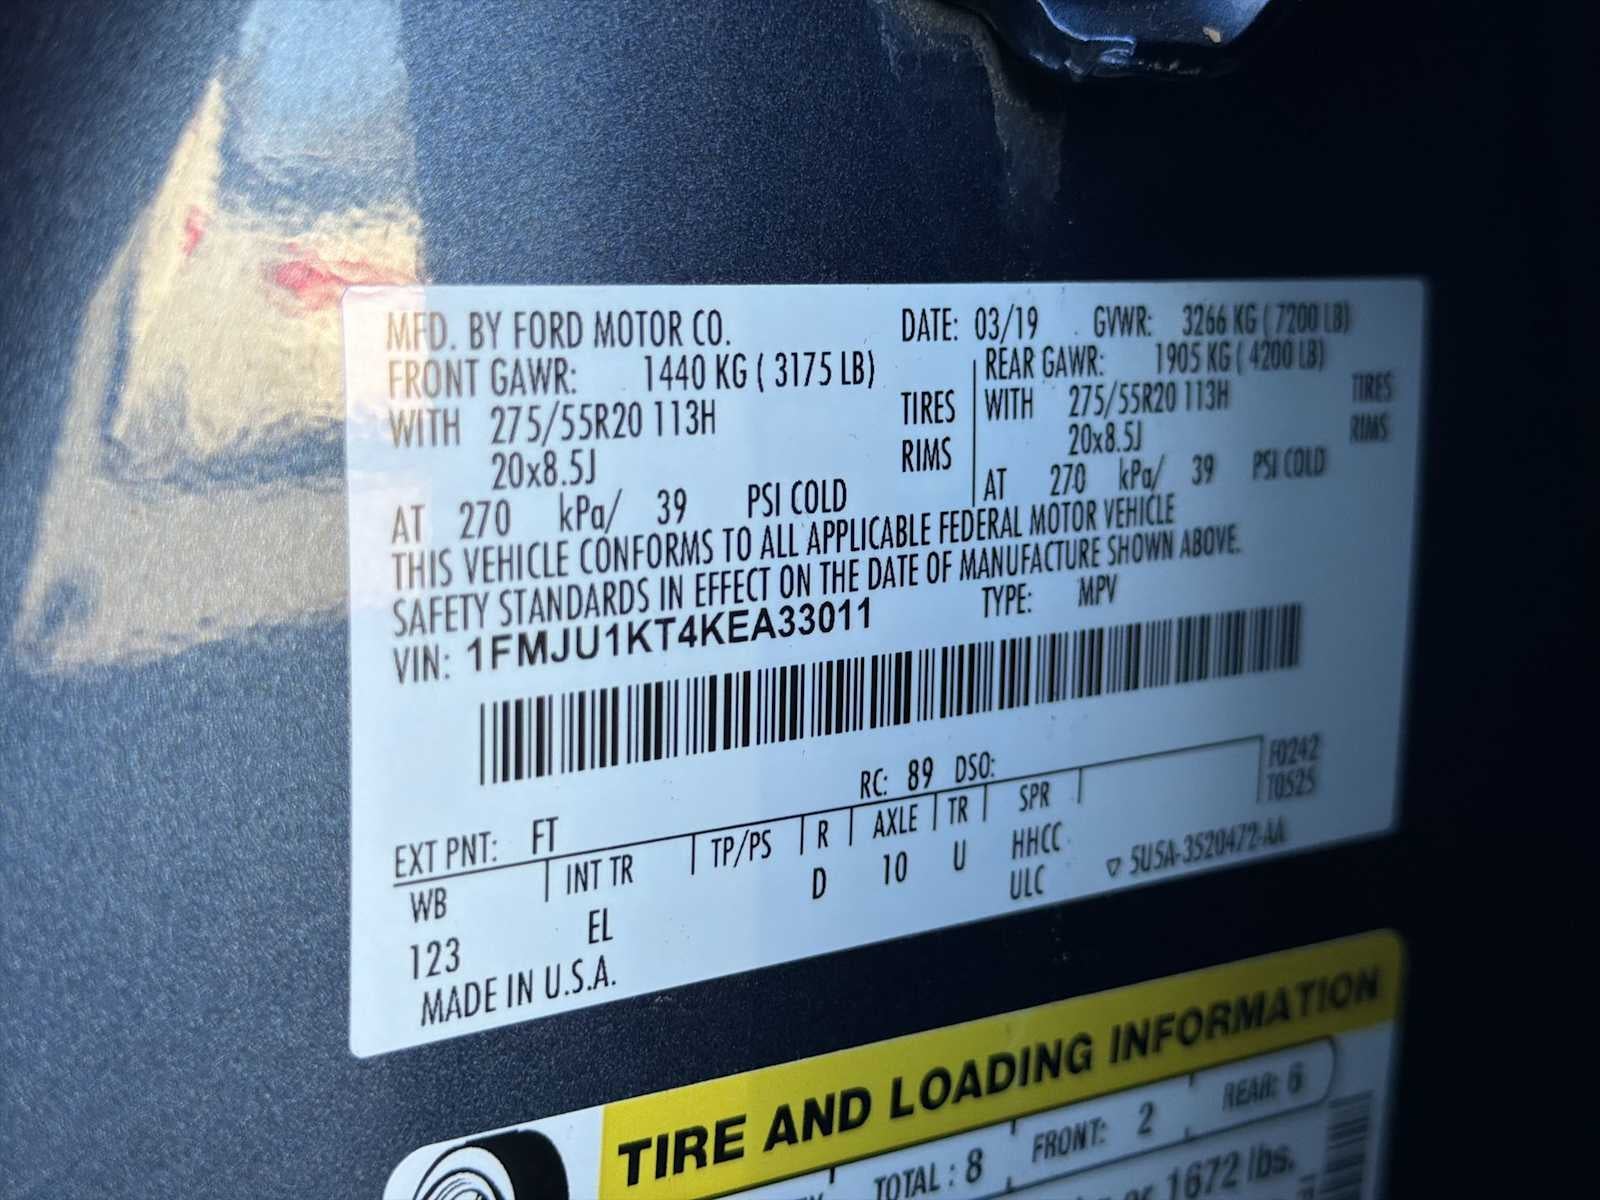 MFD. BY FORD MOTOR CO. DATE: 03/19 GVWR: 3266 KG ( 7200 LB)
FRONT GAWR: 1440 KG ( 3175 LB) REAR GAWR: 1905 KG ( 4200 LB)
WITH 275/55R20 113H TIRES WITH 275/55R20 113H TIRES
20x8.5J RIMS 20x8.5J RIMS
AT 270 kPa/ 39 PSI COLD AT 270 kPa/ 39 PSI COLD
THIS VEHICLE CONFORMS TO ALL APPLICABLE FEDERAL MOTOR VEHICLE
SAFETY STANDARDS IN EFFECT ON THE DATE OF MANUFACTURE SHOWN ABOVE.
VIN: 1FMJU1KT4KEA33011 TYPE: MPV
RC: 89 DSO: F0242
EXT PNT: FT T0525
WB INT TR TP/PS R AXLE TR SPR
123 EL D 10 U HHCC
ULC ▽ 5U5A-3520472-AA
MADE IN U.S.A.
TIRE AND LOADING INFORMATION
TOTAL : 8 FRONT: 2 REAR: 6
or 1672 lbs.